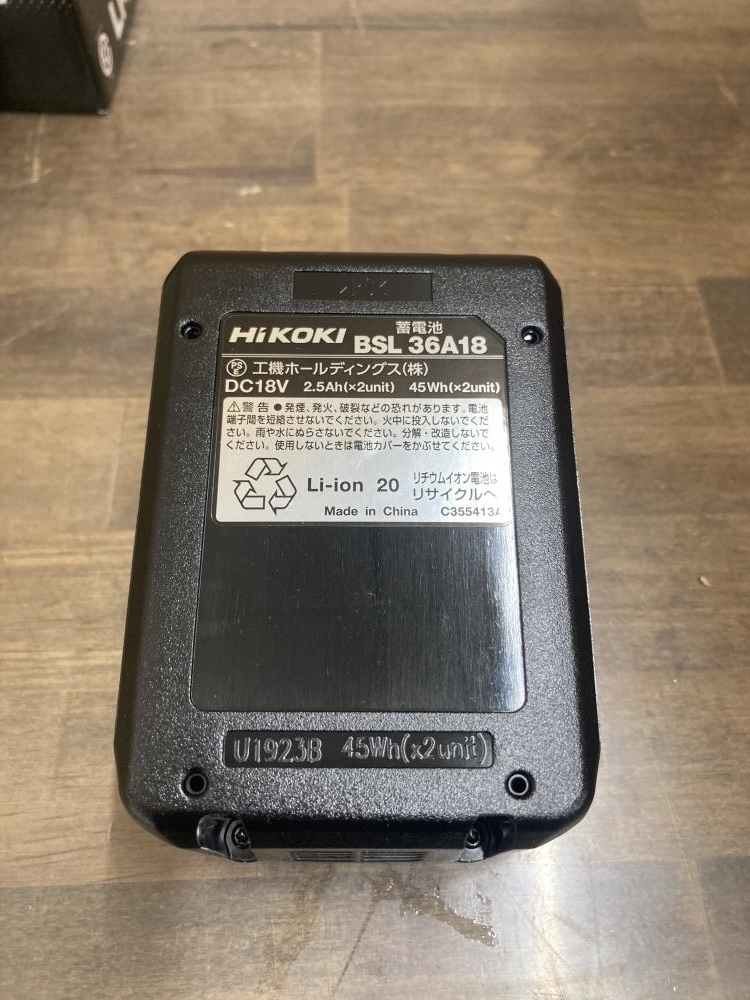 HiKOKI 蓄電池
BSL 36A18
PS E 工機ホールディングス(株)
DC18V 2.5Ah(×2unit) 45Wh(×2unit)
⚠警告 ●発煙、発火、破裂などの恐れがあります。電池
端子間を短絡させないでください。火中に投入しないでくだ
さい。雨や水にぬらさないでください。分解・改造しないで
ください。使用しないときは電池カバーをかぶせてください。
Li-ion 20 リチウムイオン電池は
リサイクルへ
Made in China C355413A
U1923B 45Wh(x2unit)